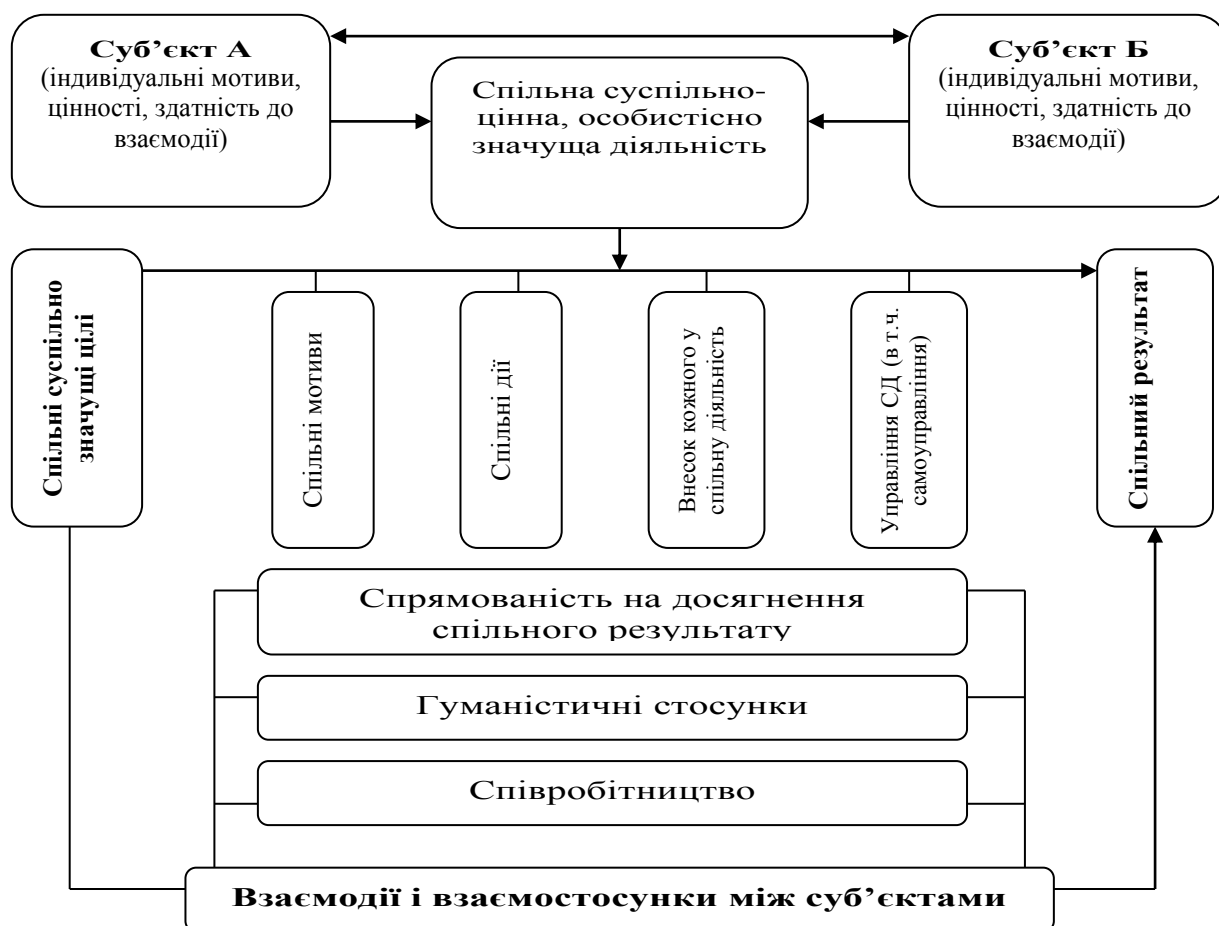 Суб’єкт А
(індивідуальні мотиви,
цінності, здатність до
взаємодії)
Спільна суспільно-
цінна, особистісно
значуща діяльність
Суб’єкт Б
(індивідуальні мотиви,
цінності, здатність до
взаємодії)
Спільні суспільно
значущі цілі
Спільні мотиви
Спільні дії
Внесок кожного у
спільну діяльність
Управління СД (в т.ч.
самоуправління)
Спільний результат
Спрямованість на досягнення
спільного результату
Гуманістичні стосунки
Співробітництво
Взаємодії і взаємостосунки між суб’єктами